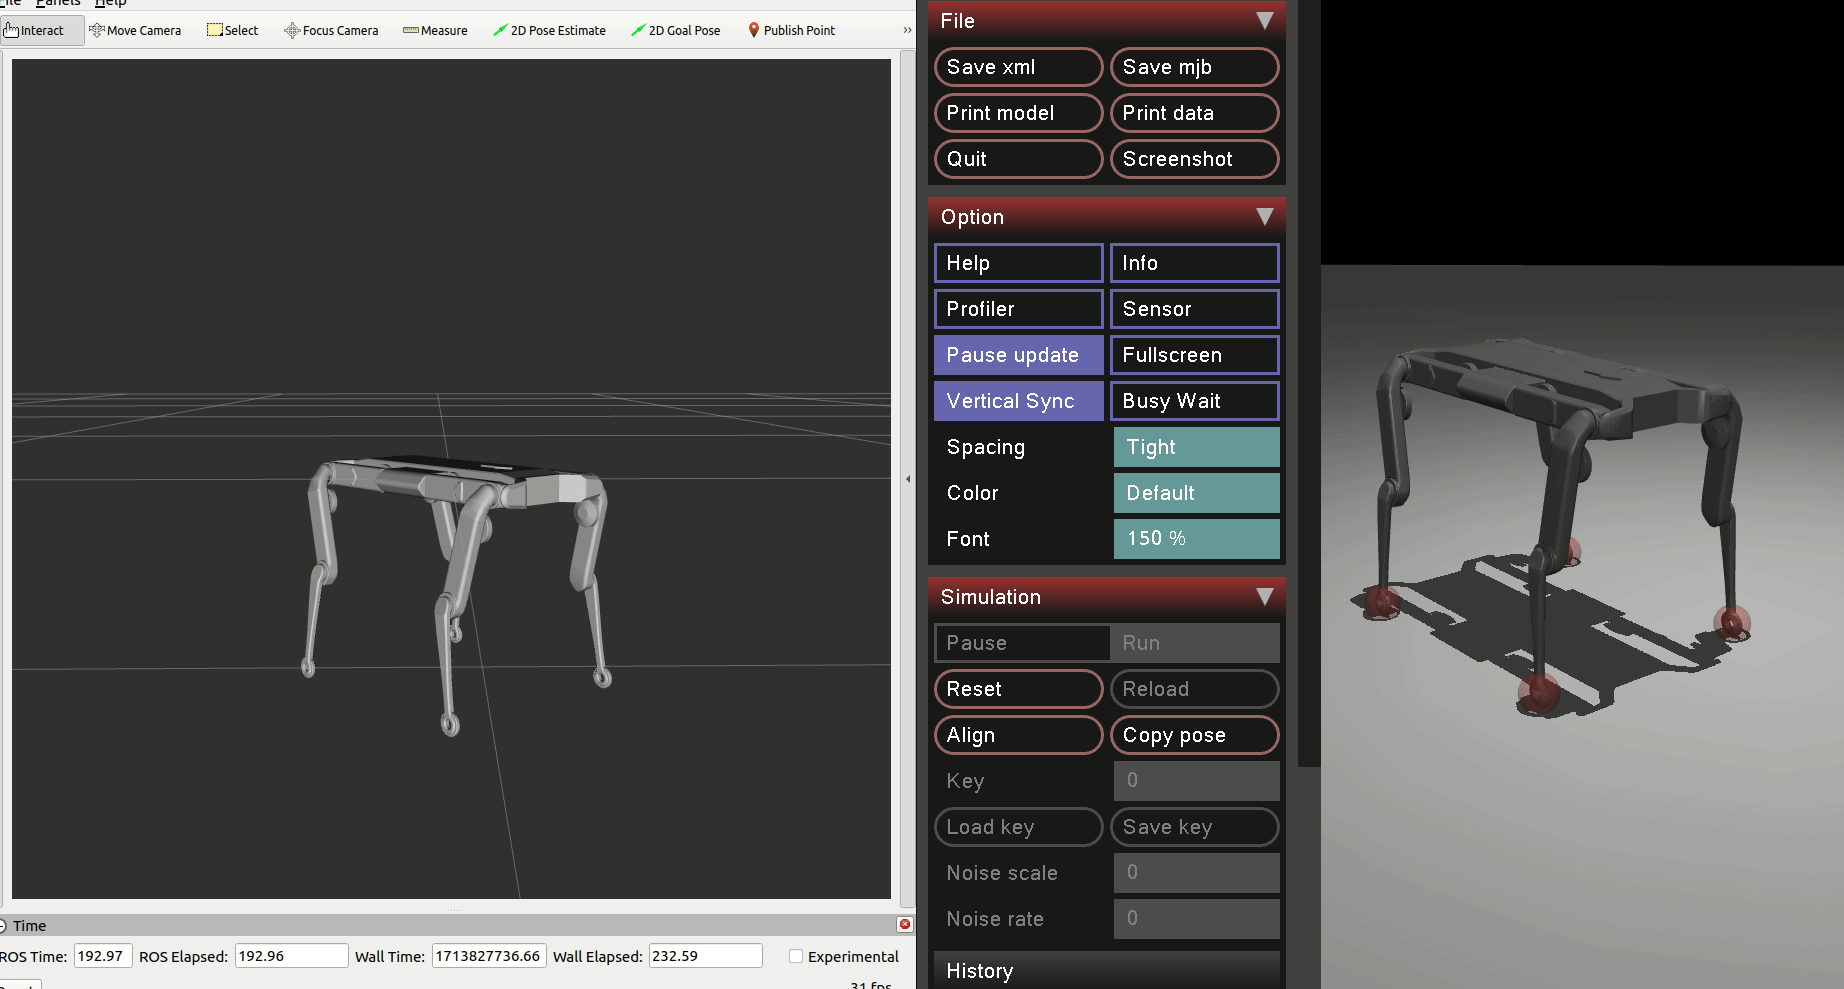 File Panels Help
Interact Move Camera Select Focus Camera Measure 2D Pose Estimate 2D Goal Pose Publish Point »
Time
ROS Time: 192.97 ROS Elapsed: 192.96 Wall Time: 1713827736.66 Wall Elapsed: 232.59 Experimental
31 fps
File
Save xml Save mjb
Print model Print data
Quit Screenshot
Option
Help Info
Profiler Sensor
Pause update Fullscreen
Vertical Sync Busy Wait
Spacing Tight
Color Default
Font 150 %
Simulation
Pause Run
Reset Reload
Align Copy pose
Key 0
Load key Save key
Noise scale 0
Noise rate 0
History